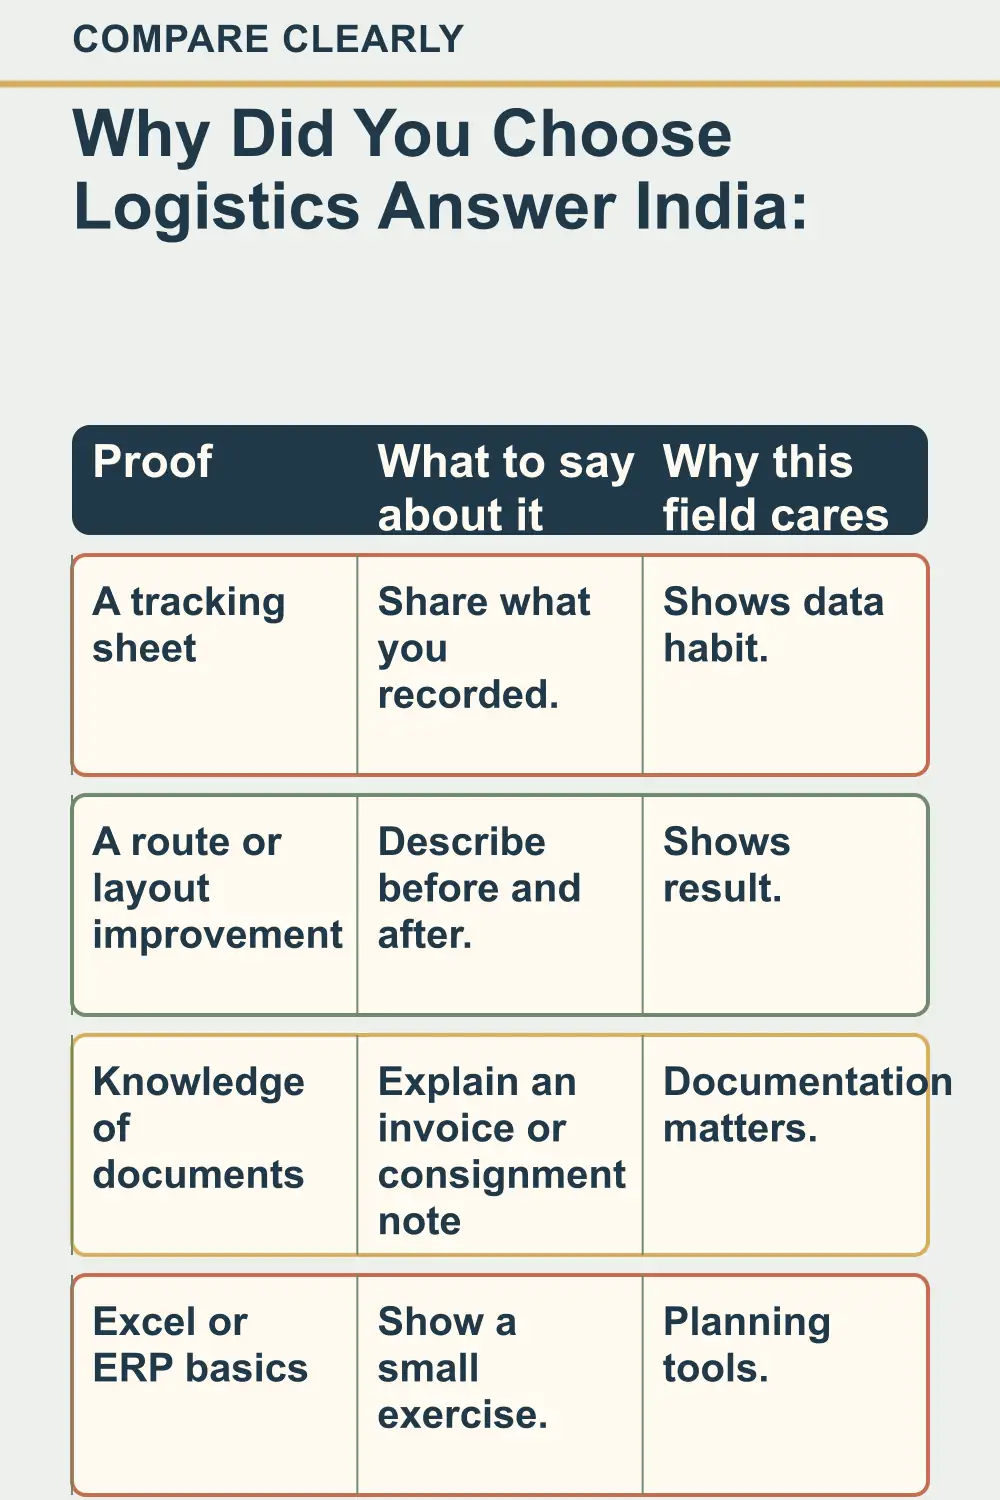 COMPARE CLEARLY
Why Did You Choose
Logistics Answer India:
Proof
What to say
about it
Why this
field cares
A tracking
sheet
Share what
you
recorded.
Shows data
habit.
A route or
layout
improvement
Describe
before and
after.
Shows
result.
Knowledge
of
documents
Explain an
invoice or
consignment
note
Documentation
matters.
Excel or
ERP basics
Show a
small
exercise.
Planning
tools.